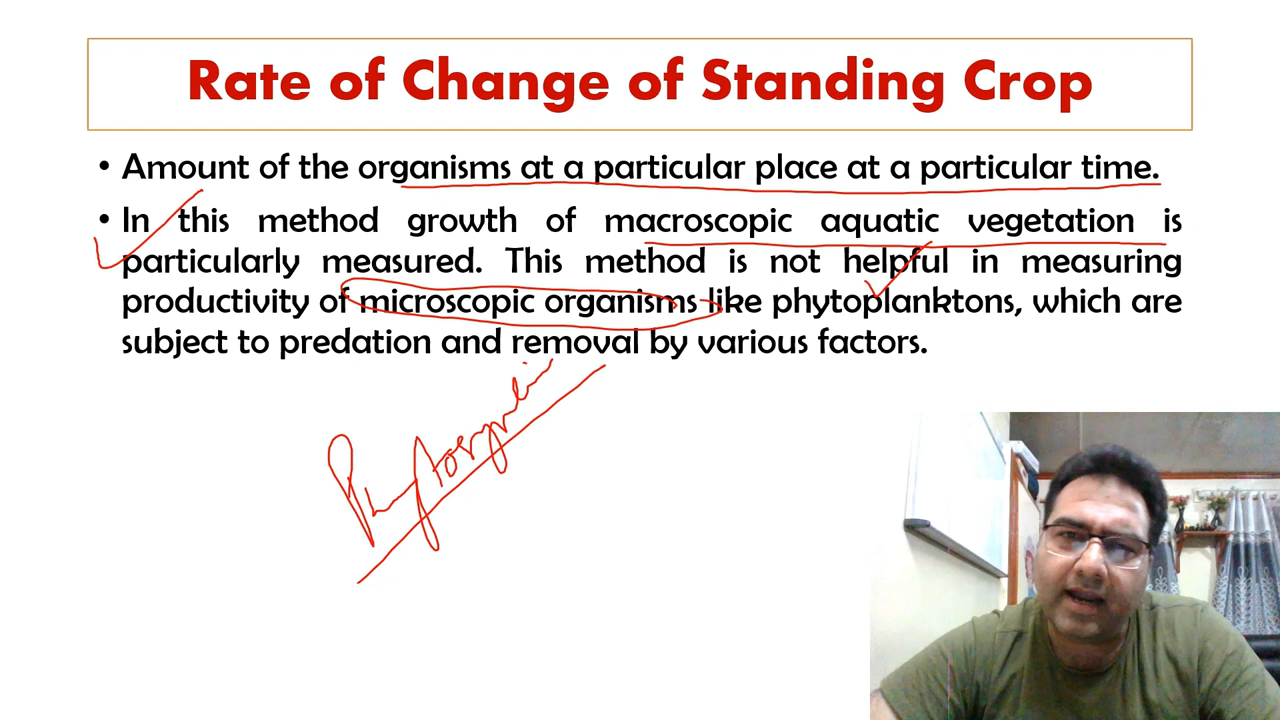 Rate of Change of Standing Crop
• Amount of the organisms at a particular place at a particular time.
• In this method growth of macroscopic aquatic vegetation is
particularly measured. This method is not helpful in measuring
productivity of microscopic organisms like phytoplanktons, which are
subject to predation and removal by various factors.